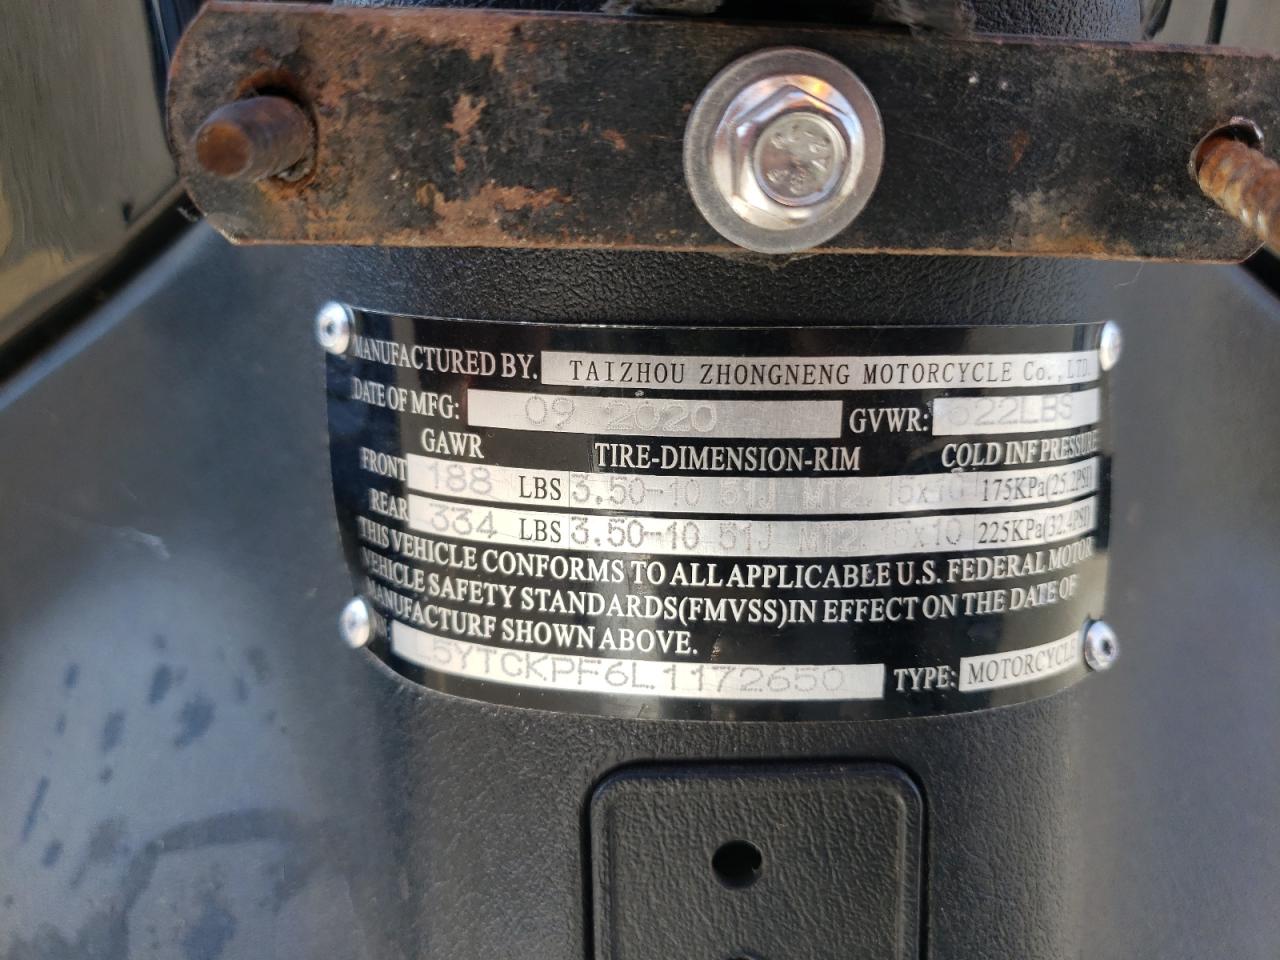 MANUFACTURED BY. TAIZHOU ZHONGNENG MOTORCYCLE Co., LTD.
DATE OF MFG: 09 2020 GVWR: 522LBS
GAWR TIRE-DIMENSION-RIM COLD INF PRESSURE
FRONT 188 LBS 3.50-10 51J MT2.15x10 175KPa(25.2PSI)
REAR 334 LBS 3.50-10 51J MT2.15x10 225KPa(32.4PSI)
THIS VEHICLE CONFORMS TO ALL APPLICABLE U.S. FEDERAL MOTOR
VEHICLE SAFETY STANDARDS(FMVSS)IN EFFECT ON THE DATE OF
MANUFACTURF SHOWN ABOVE.
L5YTCKPF6L1172650 TYPE: MOTORCYCLE